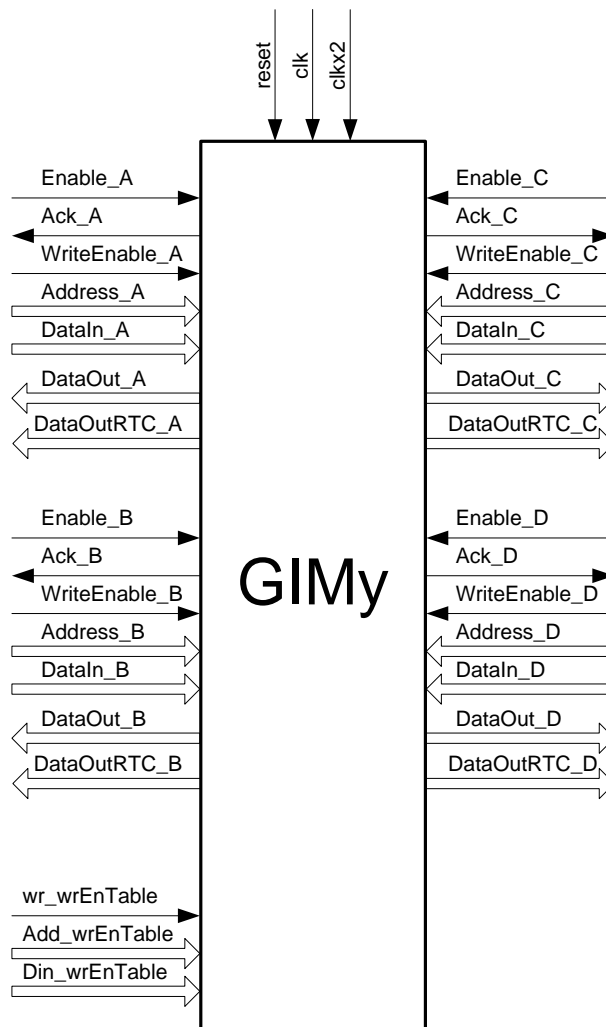 reset
clk
clkx2
Enable_A
Ack_A
WriteEnable_A
Address_A
DataIn_A
DataOut_A
DataOutRTC_A
Enable_C
Ack_C
WriteEnable_C
Address_C
DataIn_C
DataOut_C
DataOutRTC_C
GIMy
Enable_B
Ack_B
WriteEnable_B
Address_B
DataIn_B
DataOut_B
DataOutRTC_B
Enable_D
Ack_D
WriteEnable_D
Address_D
DataIn_D
DataOut_D
DataOutRTC_D
wr_wrEnTable
Add_wrEnTable
Din_wrEnTable